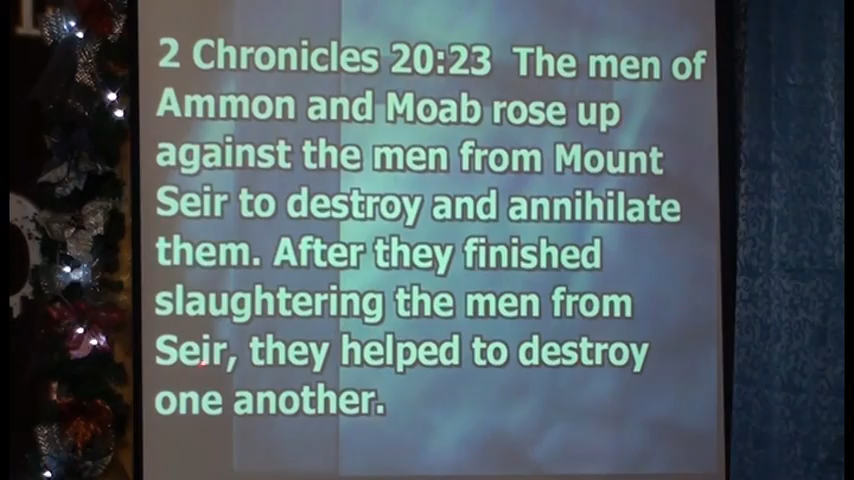 2 Chronicles 20:23 The men of
Ammon and Moab rose up
against the men from Mount
Seir to destroy and annihilate
them. After they finished
slaughtering the men from
Seir, they helped to destroy
one another.